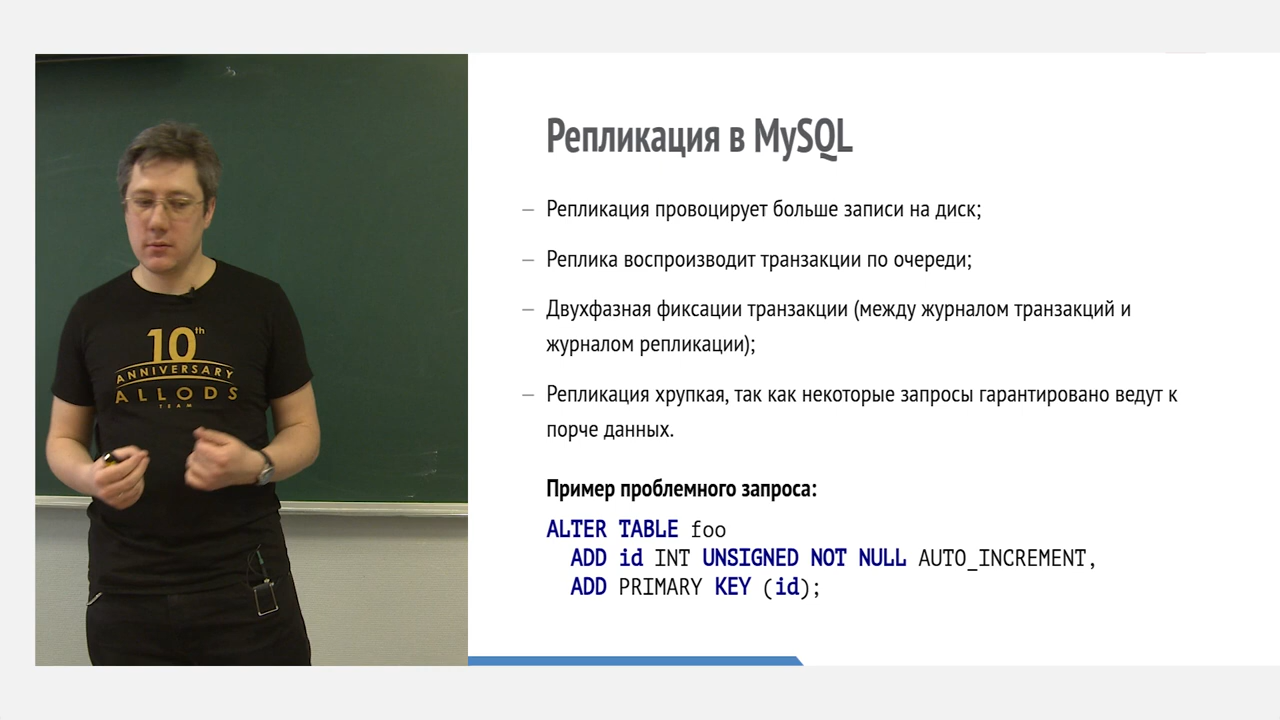 10th
ANNIVERSARY
ALLODS
TEAM
Репликация в MySQL
— Репликация провоцирует больше записи на диск;
— Реплика воспроизводит транзакции по очереди;
— Двухфазная фиксации транзакции (между журналом транзакций и
журналом репликации);
— Репликация хрупкая, так как некоторые запросы гарантировано ведут к
порче данных.
Пример проблемного запроса:
ALTER TABLE foo
ADD id INT UNSIGNED NOT NULL AUTO_INCREMENT,
ADD PRIMARY KEY (id);